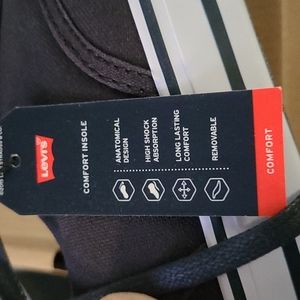 Levi's
COMFORT INSOLE
ANATOMICAL
DESIGN
HIGH SHOCK
ABSORPTION
LONG LASTING
COMFORT
REMOVABLE
COMFORT